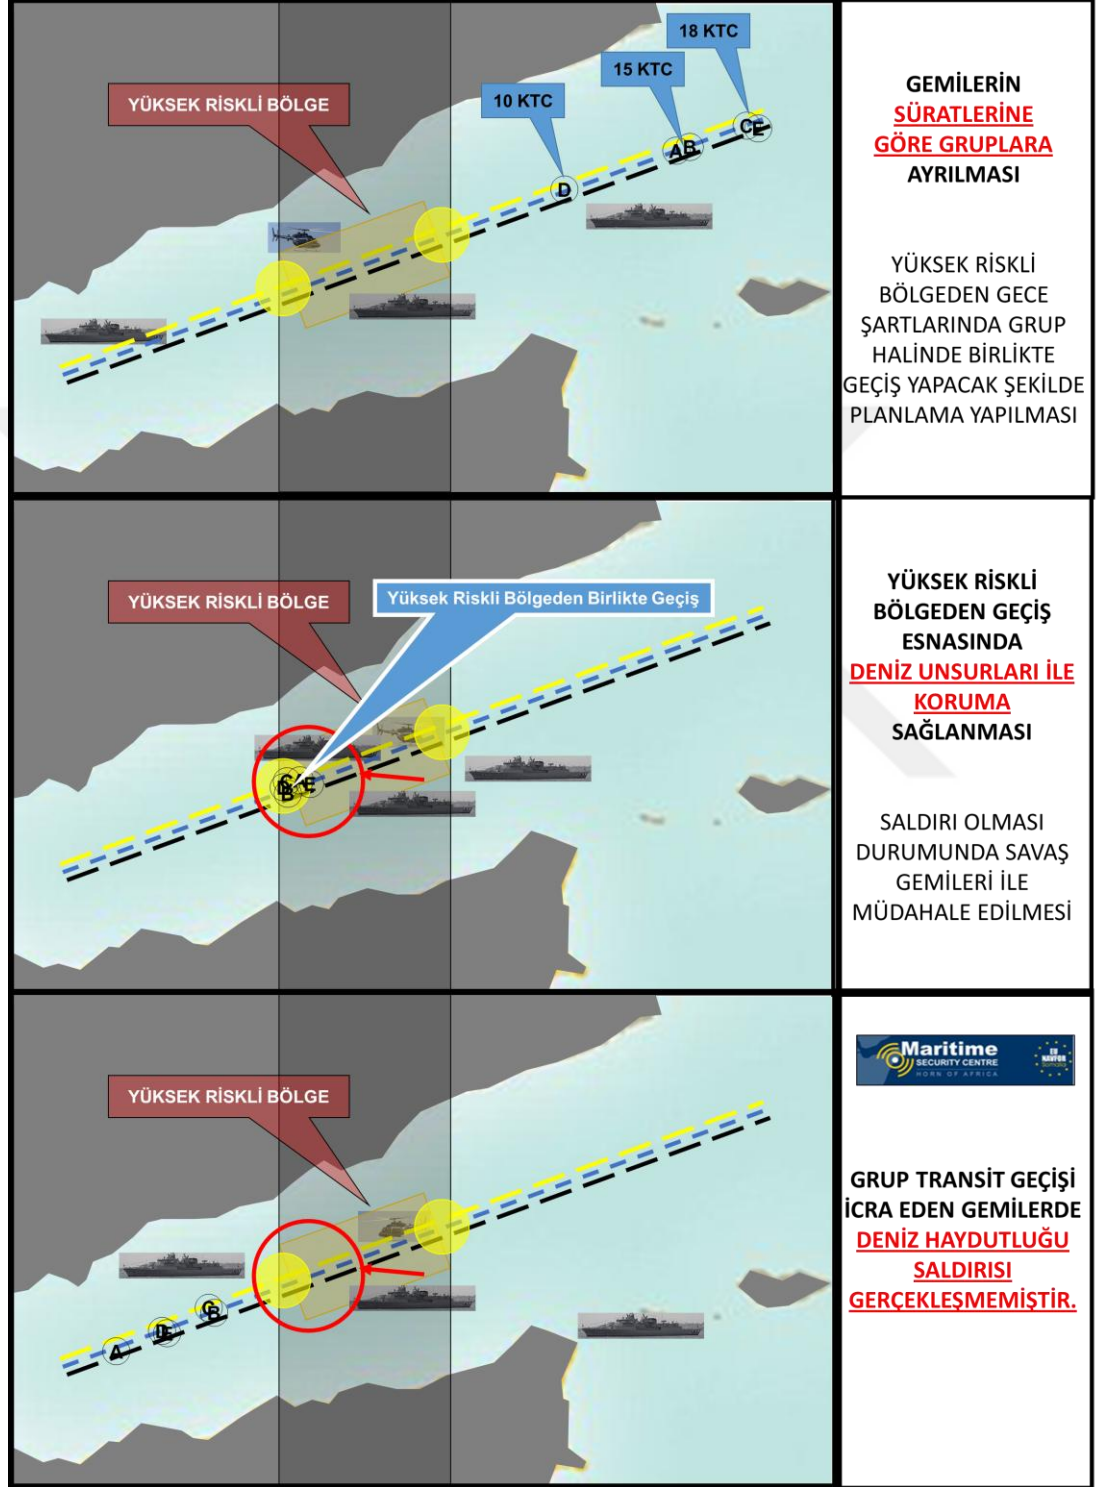 YÜKSEK RİSKLİ BÖLGE
10 KTC
15 KTC
18 KTC
D
A
B
C
E
GEMİLERİN
SÜRATLERİNE
GÖRE GRUPLARA
AYRILMASI
YÜKSEK RİSKLİ
BÖLGEDEN GECE
ŞARTLARINDA GRUP
HALİNDE BİRLİKTE
GEÇİŞ YAPACAK ŞEKİLDE
PLANLAMA YAPILMASI
YÜKSEK RİSKLİ BÖLGE
Yüksek Riskli Bölgeden Birlikte Geçiş
D
C
B
E
YÜKSEK RİSKLİ
BÖLGEDEN GEÇİŞ
ESNASINDA
DENİZ UNSURLARI İLE
KORUMA
SAĞLANMASI
SALDIRI OLMASI
DURUMUNDA SAVAŞ
GEMİLERİ İLE
MÜDAHALE EDİLMESİ
YÜKSEK RİSKLİ BÖLGE
A
D
E
C
B
Maritime
SECURITY CENTRE
HORN OF AFRICA
EU
NAVFOR
Somalia
GRUP TRANSİT GEÇİŞİ
İCRA EDEN GEMİLERDE
DENİZ HAYDUTLUĞU
SALDIRISI
GERÇEKLEŞMEMİŞTİR.